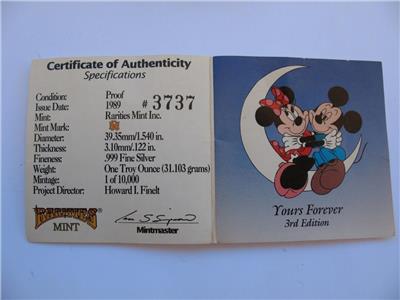 Certificate of Authenticity
Specifications
Condition: Proof
Issue Date: 1989 # 3737
Mint: Rarities Mint Inc.
Mint Mark:
Diameter: 39.35mm/1.540 in.
Thickness: 3.10mm/.122 in.
Fineness: .999 Fine Silver
Weight: One Troy Ounce (31.103 grams)
Mintage: 1 of 10,000
Project Director: Howard I. Finelt
RARITIES
MINT
Mintmaster
Yours Forever
3rd Edition